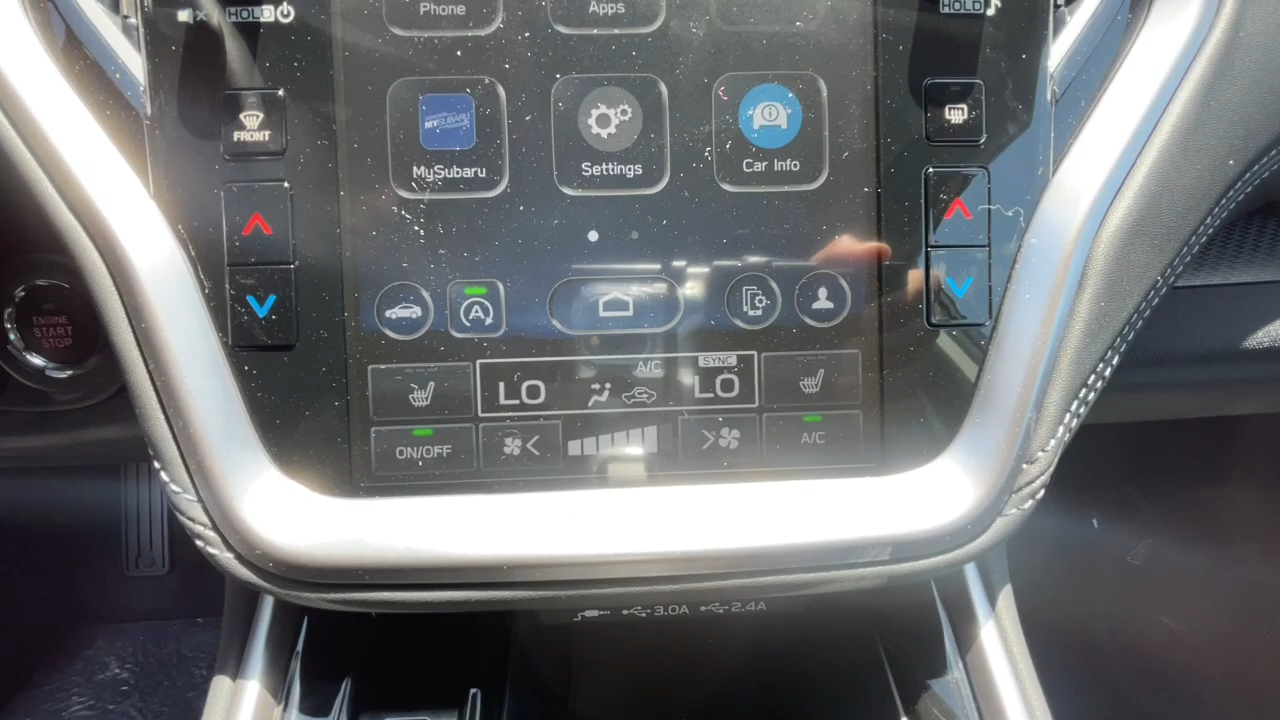 HOLD
Phone
Apps
HOLD
FRONT
MYSUBARU
MySubaru
Settings
Car Info
ENGINE
START
STOP
A
A/C
SYNC
LO
LO
ON/OFF
A/C
3.0A
2.4A